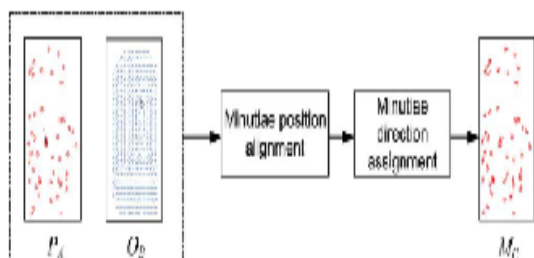 Minutiae position
alignment
Minutiae
direction
assignment
P_A
O_B
M_C